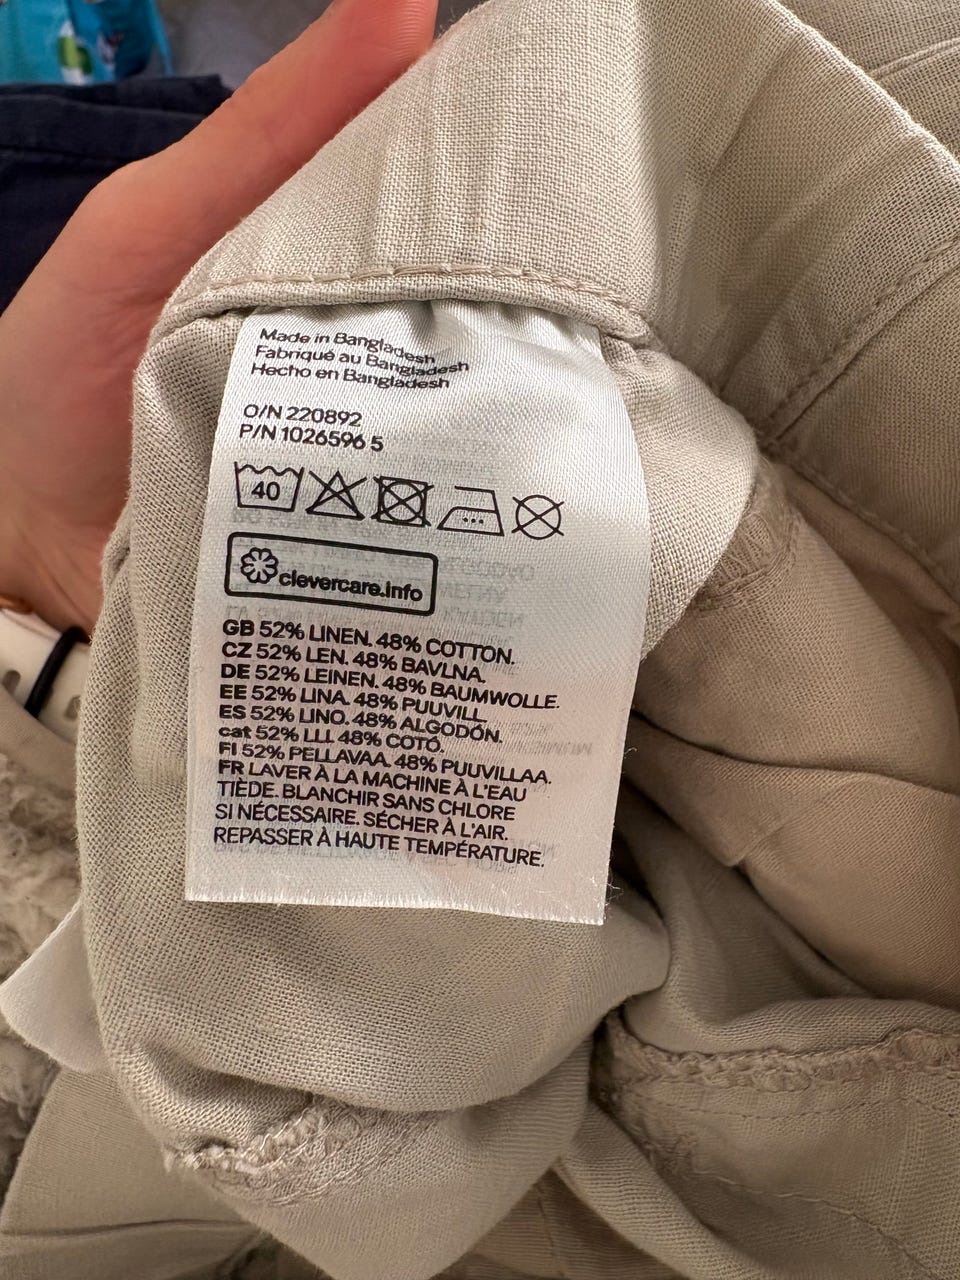 Made in Bangladesh
Fabriqué au Bangladesh
Hecho en Bangladesh
O/N 220892
P/N 1026596 5
40
clevercare.info
GB 52% LINEN. 48% COTTON.
CZ 52% LEN. 48% BAVLNA.
DE 52% LEINEN. 48% BAUMWOLLE.
EE 52% LINA. 48% PUUVILL.
ES 52% LINO. 48% ALGODÓN.
cat 52% LLI. 48% COTÓ.
FI 52% PELLAVAA. 48% PUUVILLAA.
FR LAVER À LA MACHINE À L'EAU
TIÈDE. BLANCHIR SANS CHLORE
SI NÉCESSAIRE. SÉCHER À L'AIR.
REPASSER À HAUTE TEMPÉRATURE.